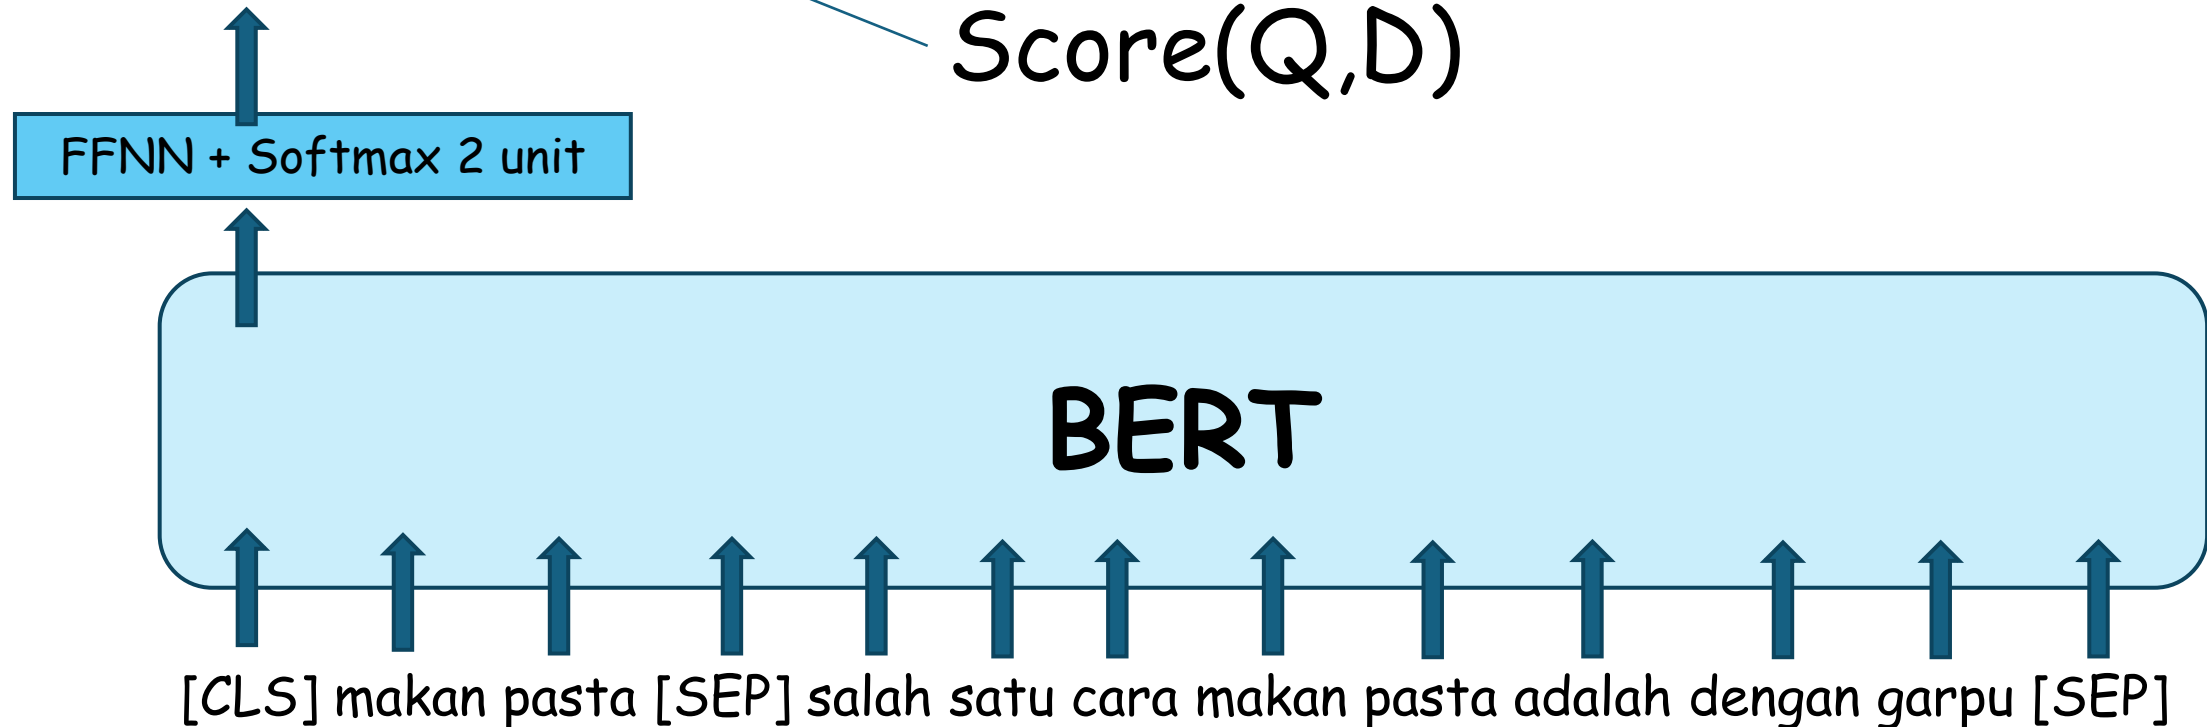 Score(Q,D)
FFNN + Softmax 2 unit
BERT
[CLS] makan pasta [SEP] salah satu cara makan pasta adalah dengan garpu [SEP]